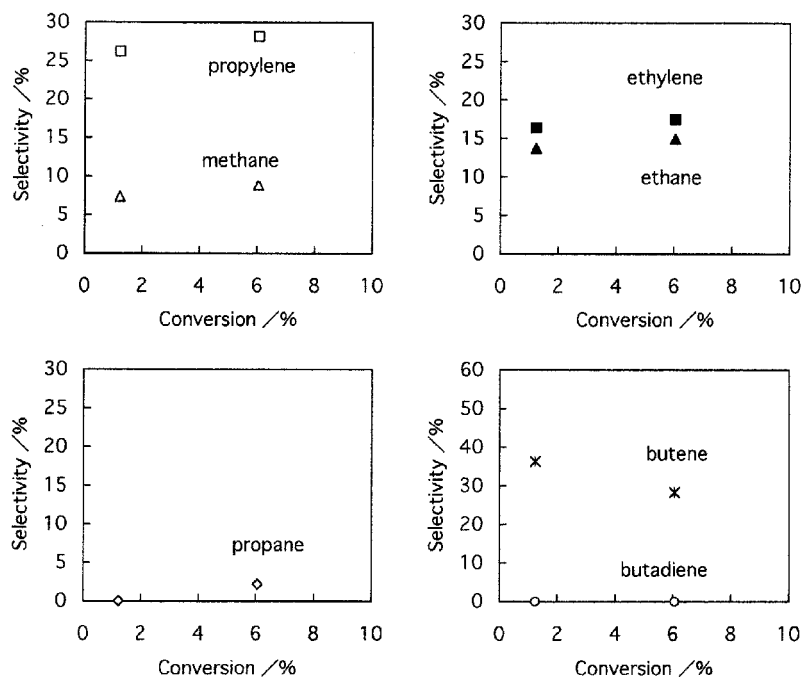 30
25
20
15
10
5
0
Selectivity /%
propylene
methane
0 2 4 6 8 10
Conversion /%
30
25
20
15
10
5
0
Selectivity /%
ethylene
ethane
0 2 4 6 8 10
Conversion /%
30
25
20
15
10
5
0
Selectivity /%
propane
0 2 4 6 8 10
Conversion /%
60
50
40
30
20
10
0
Selectivity /%
butene
butadiene
0 2 4 6 8 10
Conversion /%